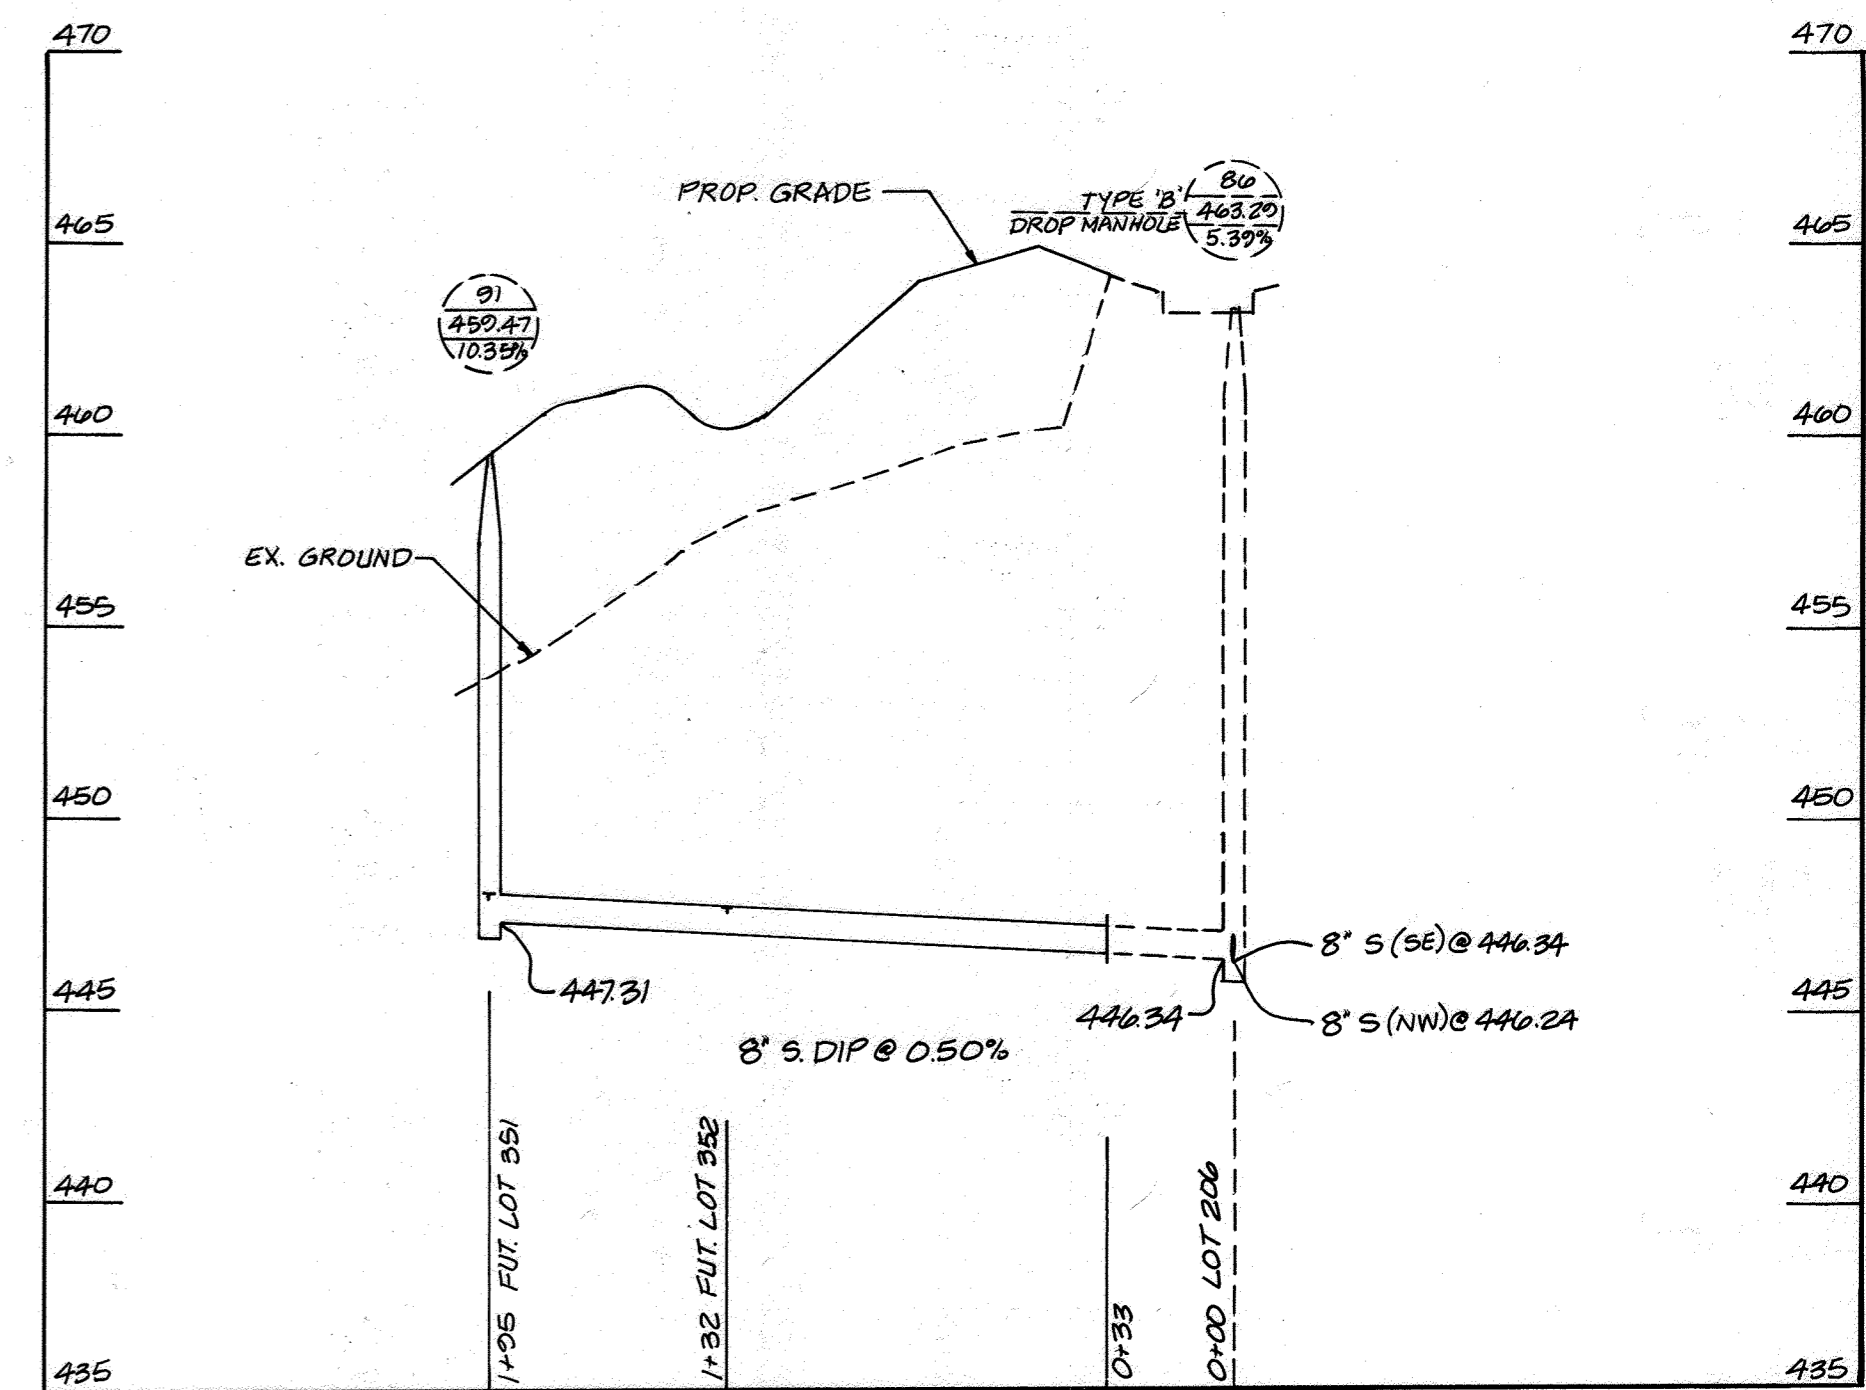 470
470
PROP. GRADE
TYPE 'B'
DROP MANHOLE
86
463.29
5.39%
465
465
91
459.47
10.35%
460
460
EX. GROUND
455
455
450
450
8" S (SE) @ 446.34
447.31
445
445
446.34
8" S (NW) @ 446.24
8" S. DIP @ 0.50%
1+95 FUT. LOT 351
1+32 FUT. LOT 352
0+33
0+00 LOT 206
440
440
435
435